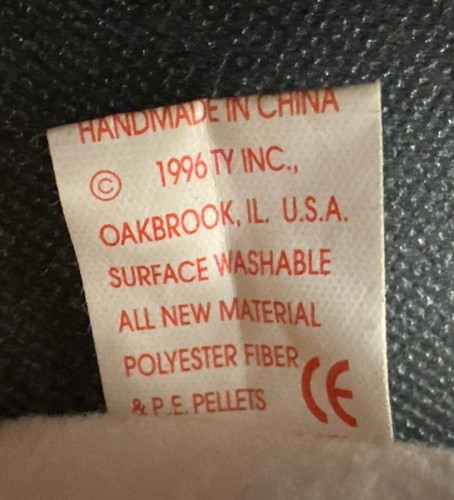 HANDMADE IN CHINA
© 1996 TY INC.,
OAKBROOK, IL. U.S.A.
SURFACE WASHABLE
ALL NEW MATERIAL
POLYESTER FIBER
& P.E. PELLETS CE